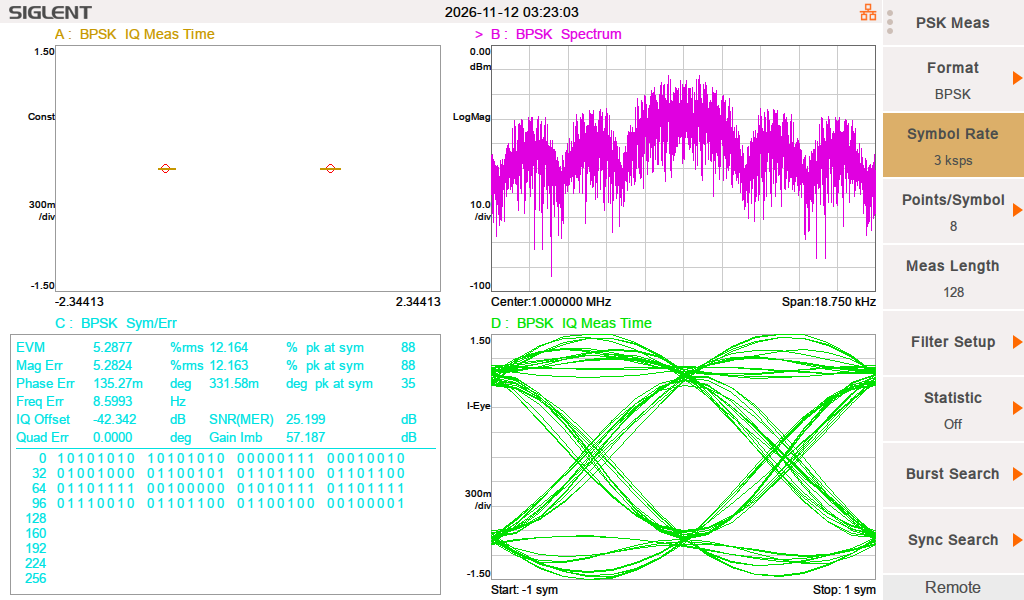 SIGLENT
2026-11-12 03:23:03
A : BPSK IQ Meas Time
1.50
Const
300m
/div
-1.50
-2.34413
2.34413
> B : BPSK Spectrum
0.00
dBm
LogMag
10.0
/div
-100
Center:1.000000 MHz
Span:18.750 kHz
C : BPSK Sym/Err
EVM 5.2877 %rms 12.164 % pk at sym 88
Mag Err 5.2824 %rms 12.163 % pk at sym 88
Phase Err 135.27m deg 331.58m deg pk at sym 35
Freq Err 8.5993 Hz
IQ Offset -42.342 dB SNR(MER) 25.199 dB
Quad Err 0.0000 deg Gain Imb 57.187 dB
0 10101010 10101010 00000111 00010010
32 01001000 01100101 01101100 01101100
64 01101111 00100000 01010111 01101111
96 01110010 01101100 01100100 00100001
128
160
192
224
256
D : BPSK IQ Meas Time
1.50
I-Eye
300m
/div
-1.50
Start: -1 sym
Stop: 1 sym
PSK Meas
Format
BPSK
Symbol Rate
3 ksps
Points/Symbol
8
Meas Length
128
Filter Setup
Statistic
Off
Burst Search
Sync Search
Remote